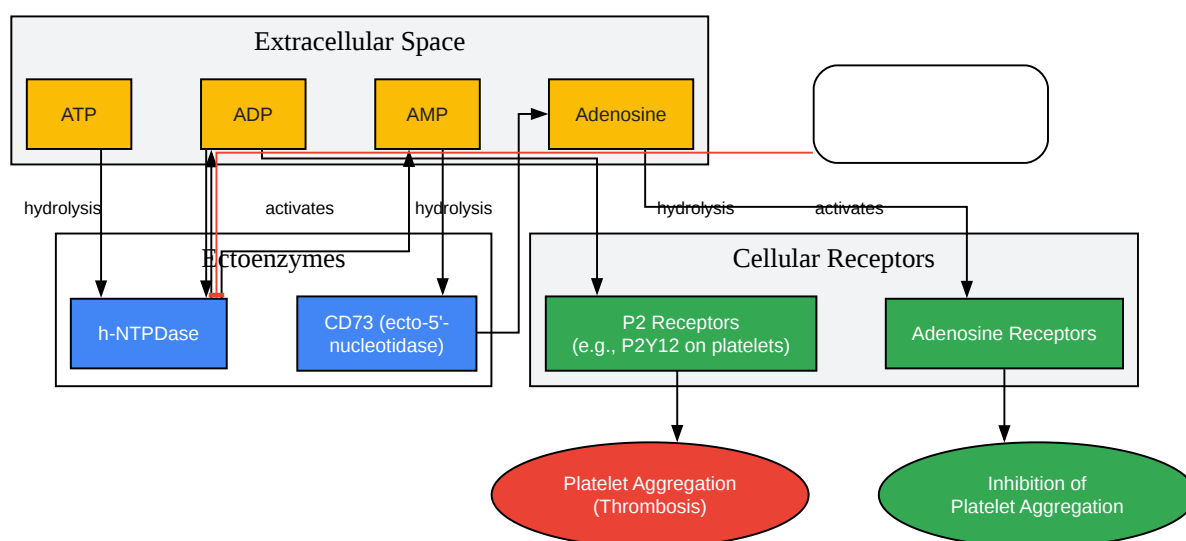 Extracellular Space
ATP
ADP
AMP
Adenosine
hydrolysis
activates
hydrolysis
hydrolysis
activates
Ectoenzymes
Cellular Receptors
h-NTPDase
CD73 (ecto-5'-
nucleotidase)
P2 Receptors
(e.g., P2Y12 on platelets)
Adenosine Receptors
Platelet Aggregation
(Thrombosis)
Inhibition of
Platelet Aggregation